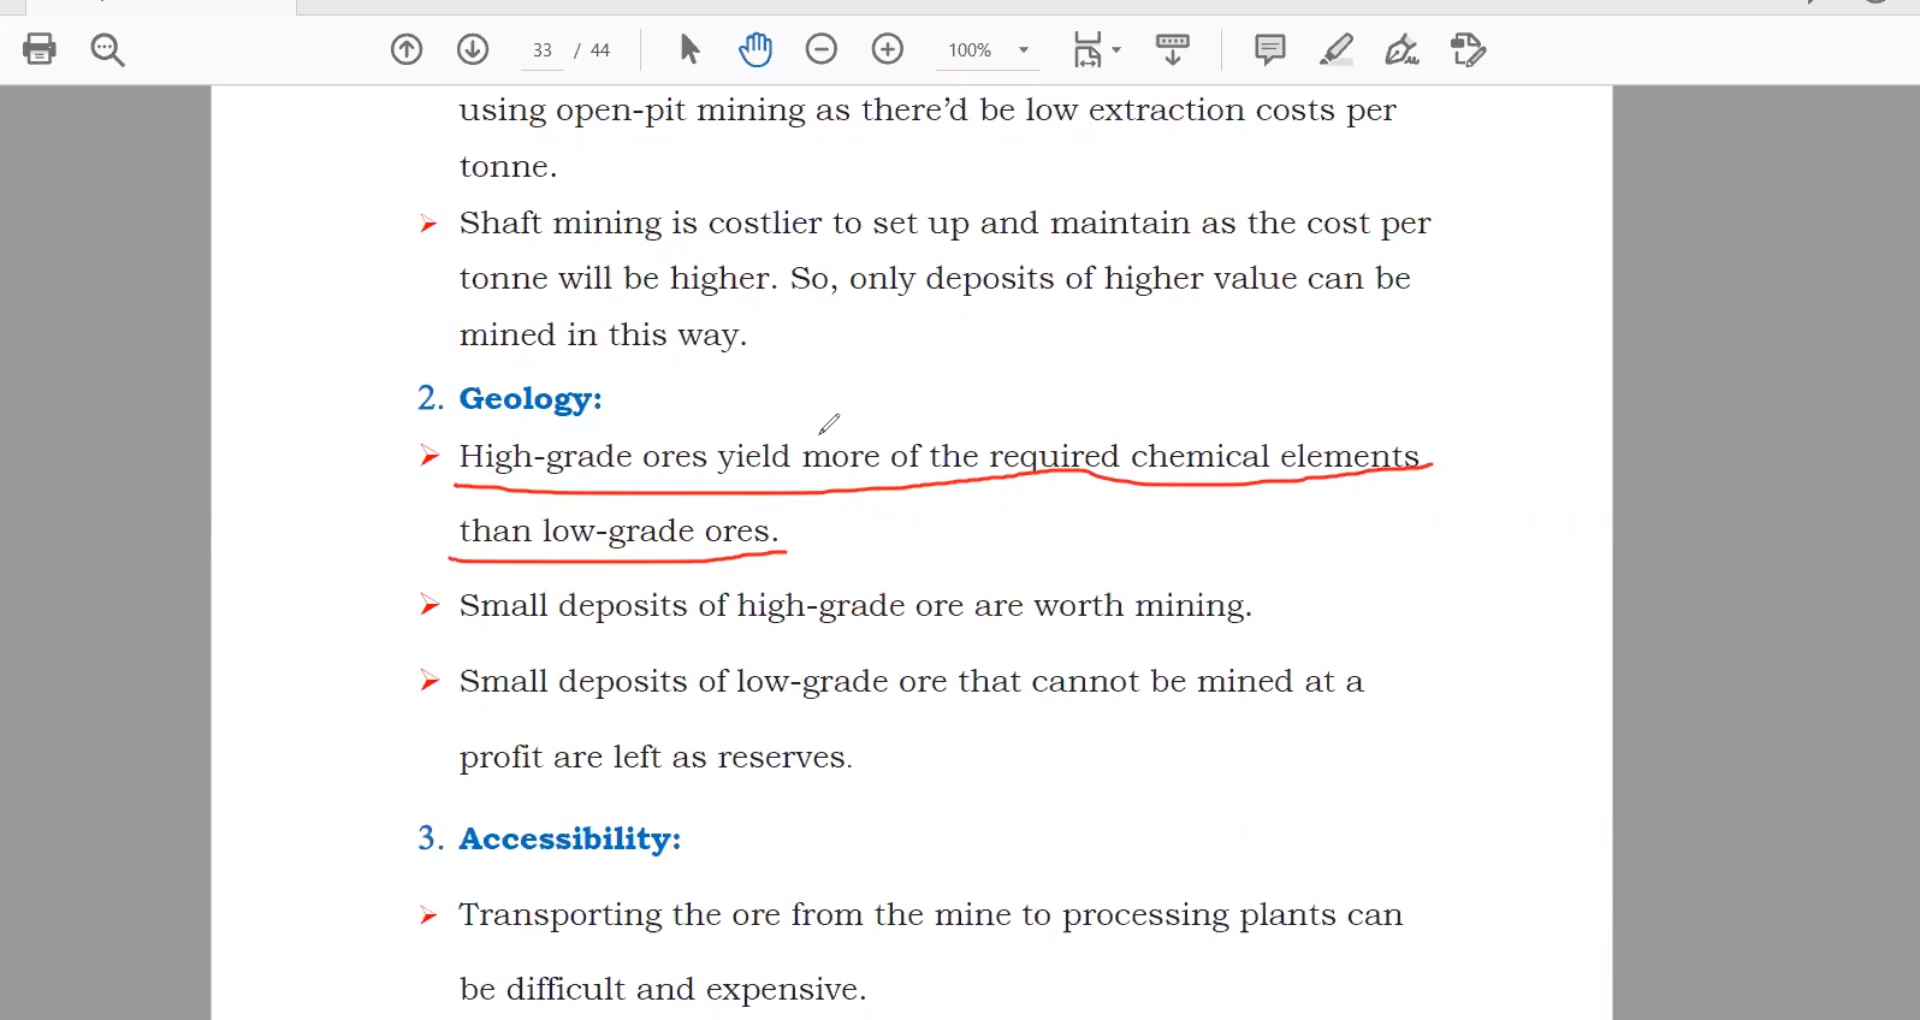 33 / 44
100%
using open-pit mining as there’d be low extraction costs per
tonne.
➢ Shaft mining is costlier to set up and maintain as the cost per
tonne will be higher. So, only deposits of higher value can be
mined in this way.
2. Geology:
➢ High-grade ores yield more of the required chemical elements
than low-grade ores.
➢ Small deposits of high-grade ore are worth mining.
➢ Small deposits of low-grade ore that cannot be mined at a
profit are left as reserves.
3. Accessibility:
➢ Transporting the ore from the mine to processing plants can
be difficult and expensive.